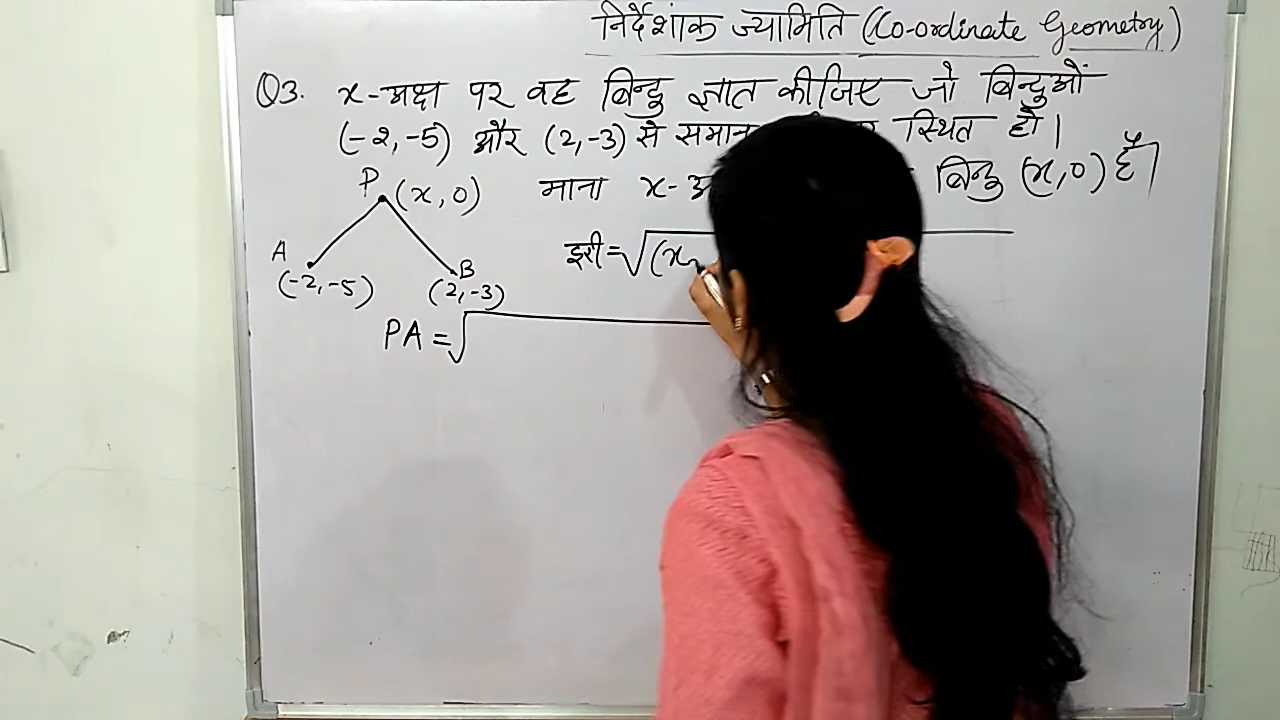 निर्देशांक ज्यामिति (Co-ordinate Geometry)
Q3. x-अक्ष पर वह बिन्दु ज्ञात कीजिए जो बिन्दुओं
(-2,-5) और (2,-3) से स्थित हो।
P (x, 0) माना बिन्दु (x,0) है।
A
(-2,-5)
B
(2,-3)
दूरी = √(x
PA = √